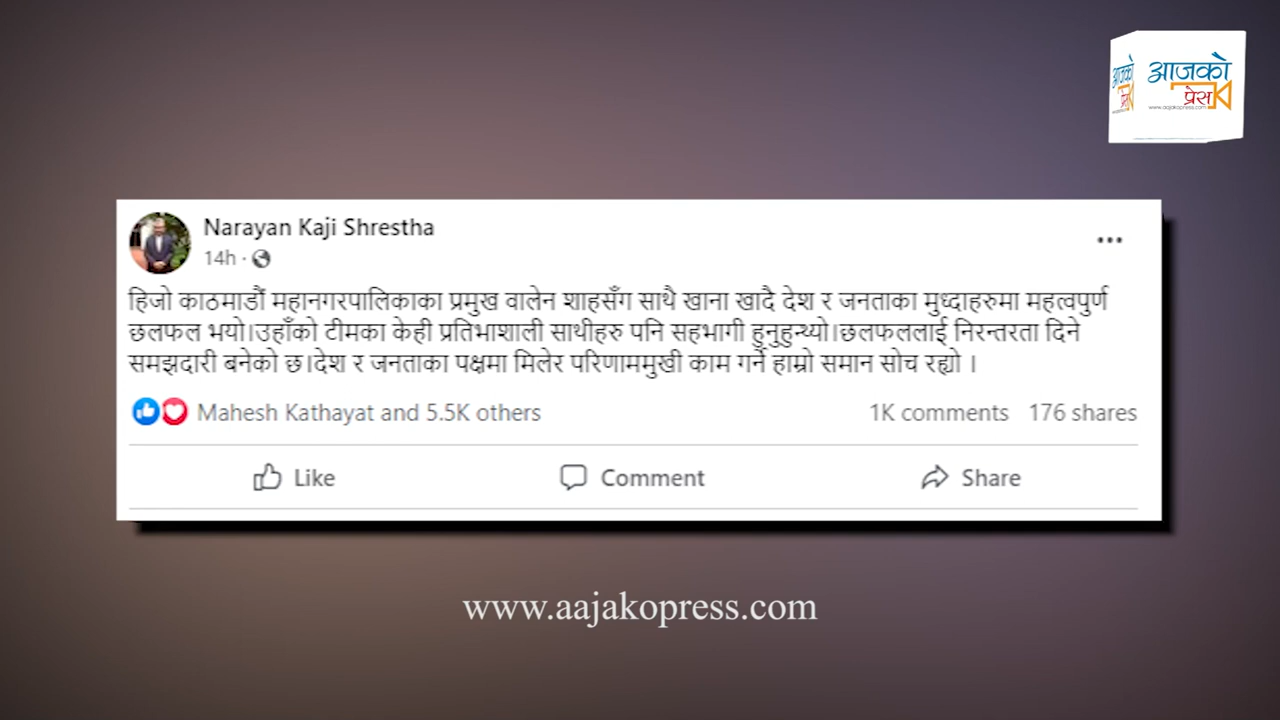 आजको
प्रेस
www.aajakopress.com
आजको
प्रेस
Narayan Kaji Shrestha
14h ·
हिजो काठमाडौं महानगरपालिकाका प्रमुख वालेन शाहसँग साथै खाना खादै देश र जनताका मुध्दाहरुमा महत्वपुर्ण
छलफल भयो।उहाँको टीमका केही प्रतिभाशाली साथीहरु पनि सहभागी हुनुहुन्थ्यो।छलफललाई निरन्तरता दिने
समझदारी बनेको छ।देश र जनताका पक्षमा मिलेर परिणाममुखी काम गर्ने हाम्रो समान सोच रह्यो ।
Mahesh Kathayat and 5.5K others 1K comments 176 shares
Like Comment Share
www.aajakopress.com